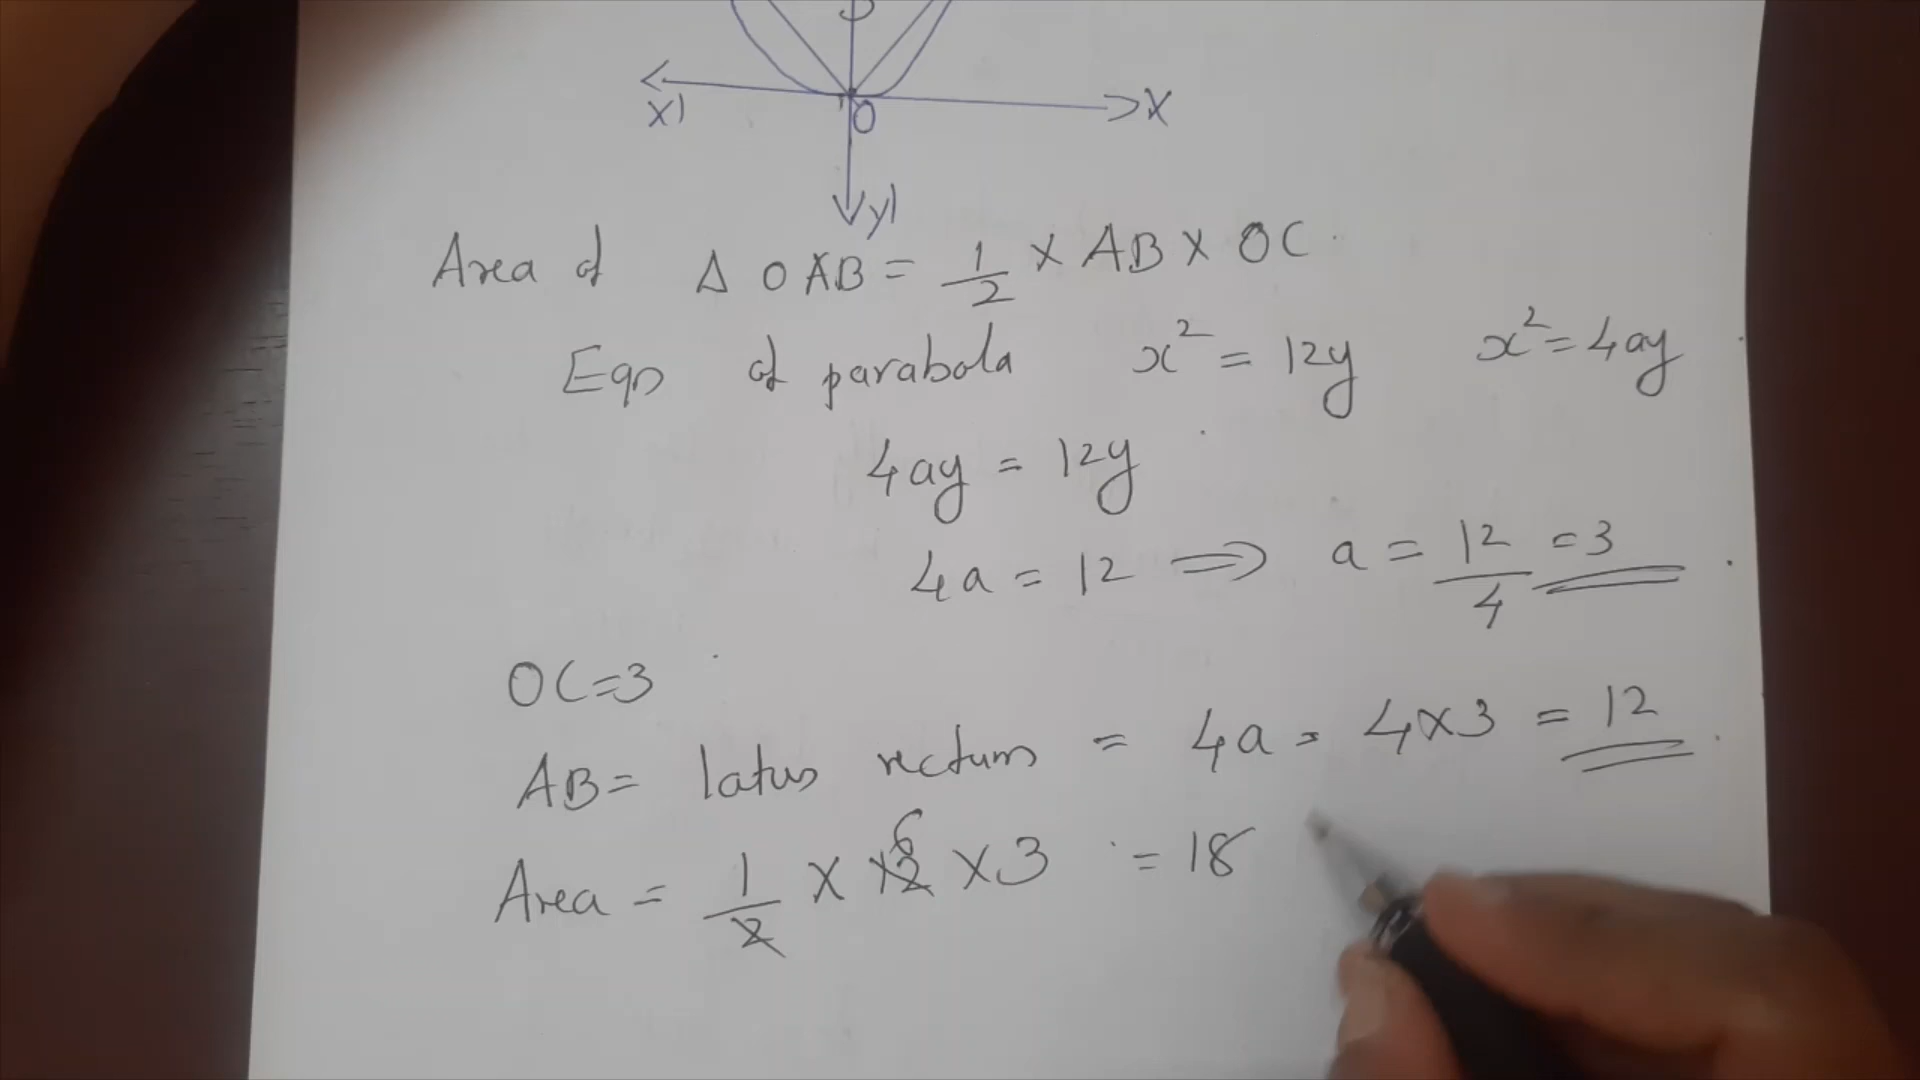 X' O X
y'
Area of Δ OAB = 1/2 × AB × OC
Eqn of parabola x² = 12y x² = 4ay
4ay = 12y
4a = 12 ⟹ a = 12/4 = 3
OC = 3
AB = latus rectum = 4a = 4×3 = 12
Area = 1/2 × 12 6 × 3 = 18